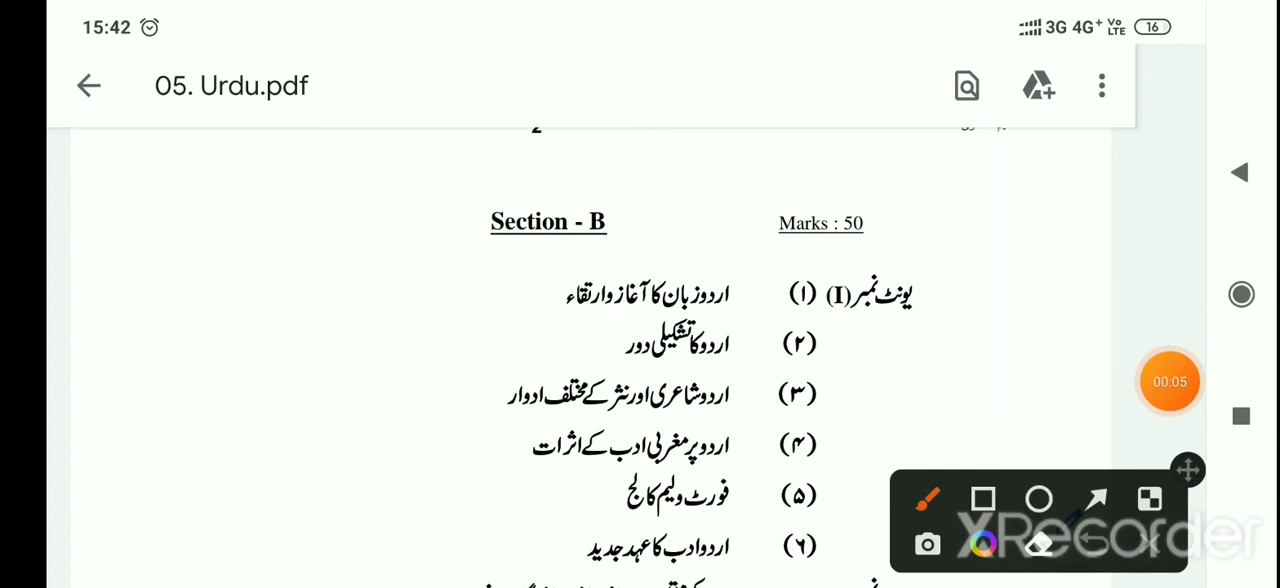 15:42
3G 4G+ Vo LTE 16
05. Urdu.pdf
2
Section - B Marks : 50
یونٹ نمبر (I) (۱) اردو زبان کا آغاز و ارتقاء
(۲) اردو کا تشکیلی دور
(۳) اردو شاعری اور نثر کے مختلف ادوار
(۴) اردو پر مغربی ادب کے اثرات
(۵) فورٹ ولیم کالج
(۶) اردو ادب کا عہد جدید
00:05
XRecorder